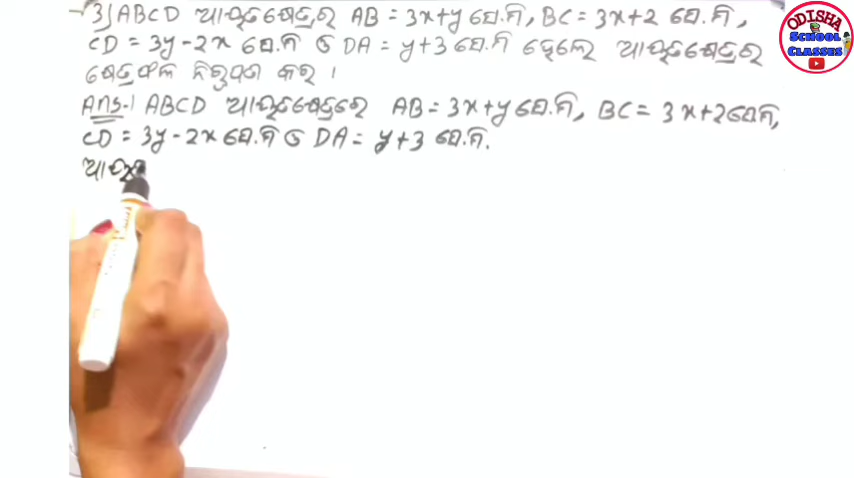 3) ABCD ଆୟତକ୍ଷେତ୍ରର AB = 3x+y ସେ.ମି, BC = 3x+2 ସେ.ମି,
CD = 3y-2x ସେ.ମି ଓ DA = y+3 ସେ.ମି ହେଲେ ଆୟତକ୍ଷେତ୍ରର
କ୍ଷେତ୍ରଫଳ ନିରୂପଣ କର ।
Ans-। ABCD ଆୟତକ୍ଷେତ୍ରରେ AB = 3x+y ସେ.ମି, BC = 3x+2 ସେ.ମି,
CD = 3y-2x ସେ.ମି ଓ DA = y+3 ସେ.ମି.
ODISHA
SCHOOL
CLASSES